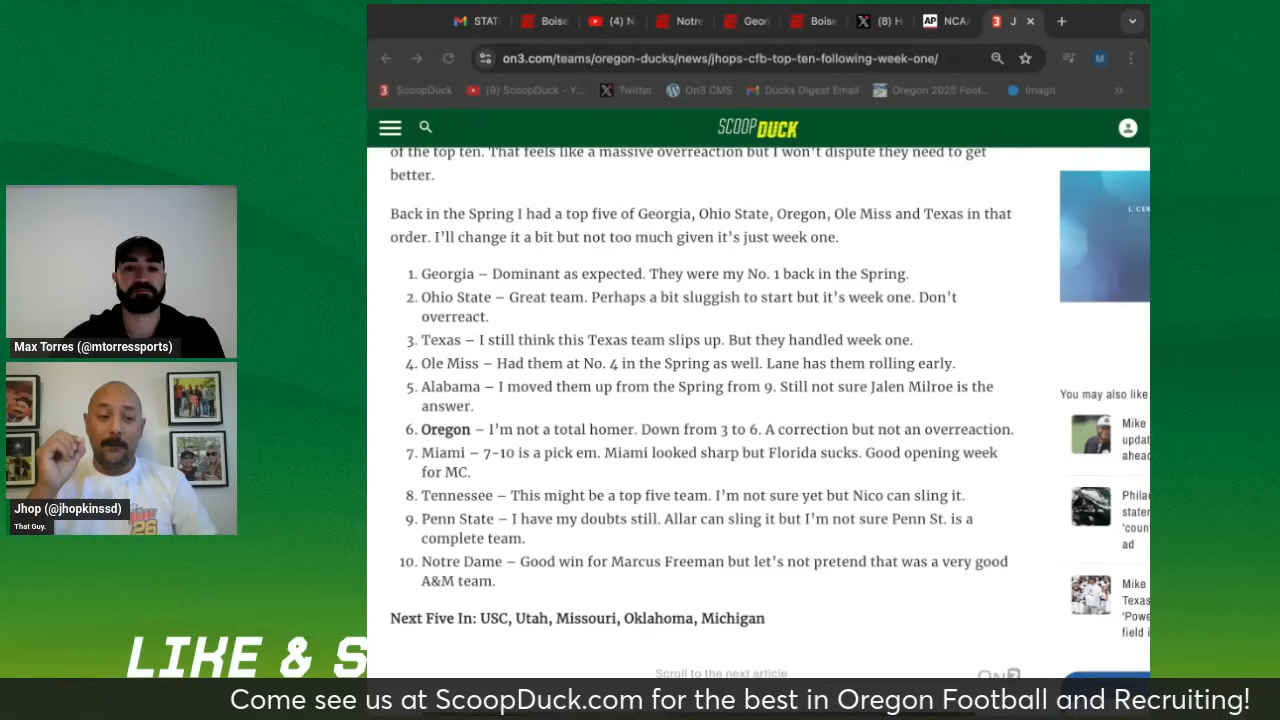 STAT
Boise
(4) N
Notre
Geor
Boise
(8) H
AP NCA
3 J
on3.com/teams/oregon-ducks/news/jhops-cfb-top-ten-following-week-one/
M
3 ScoopDuck
(9) ScoopDuck - Y...
Twitter
On3 CMS
Ducks Digest Email
Oregon 2025 Foot...
Imagn
SCOOP DUCK
of the top ten. That feels like a massive overreaction but I won't dispute they need to get
better.
Back in the Spring I had a top five of Georgia, Ohio State, Oregon, Ole Miss and Texas in that
order. I'll change it a bit but not too much given it's just week one.
1. Georgia – Dominant as expected. They were my No. 1 back in the Spring.
2. Ohio State – Great team. Perhaps a bit sluggish to start but it's week one. Don't
overreact.
3. Texas – I still think this Texas team slips up. But they handled week one.
4. Ole Miss – Had them at No. 4 in the Spring as well. Lane has them rolling early.
5. Alabama – I moved them up from the Spring from 9. Still not sure Jalen Milroe is the
answer.
6. Oregon – I'm not a total homer. Down from 3 to 6. A correction but not an overreaction.
7. Miami – 7-10 is a pick em. Miami looked sharp but Florida sucks. Good opening week
for MC.
8. Tennessee – This might be a top five team. I'm not sure yet but Nico can sling it.
9. Penn State – I have my doubts still. Allar can sling it but I'm not sure Penn St. is a
complete team.
10. Notre Dame – Good win for Marcus Freeman but let's not pretend that was a very good
A&M team.
Next Five In: USC, Utah, Missouri, Oklahoma, Michigan
Scroll to the next article
On3
You may also like
Mike
updat
ahead
Philad
staten
'coun
ad
Mike
Texas
'Powe
field i
Max Torres (@mtorressports)
Jhop (@jhopkinssd)
That Guy.
LIKE & S
Come see us at ScoopDuck.com for the best in Oregon Football and Recruiting!